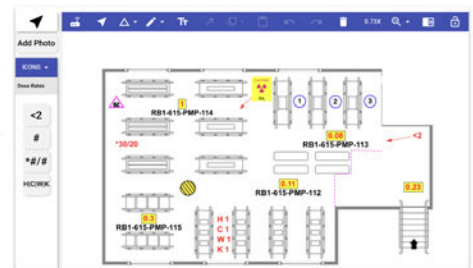 Tт
0.73X
Add Photo
ICONS
Dose Rates
<2
#
*#/#
H|C|W|K
1
RB1-615-PMP-114
*30/20
1
2
3
0.08
<2
RB1-615-PMP-113
0.11
RB1-615-PMP-112
0.23
0.3
RB1-615-PMP-115
H 1
C 1
W 1
K 1